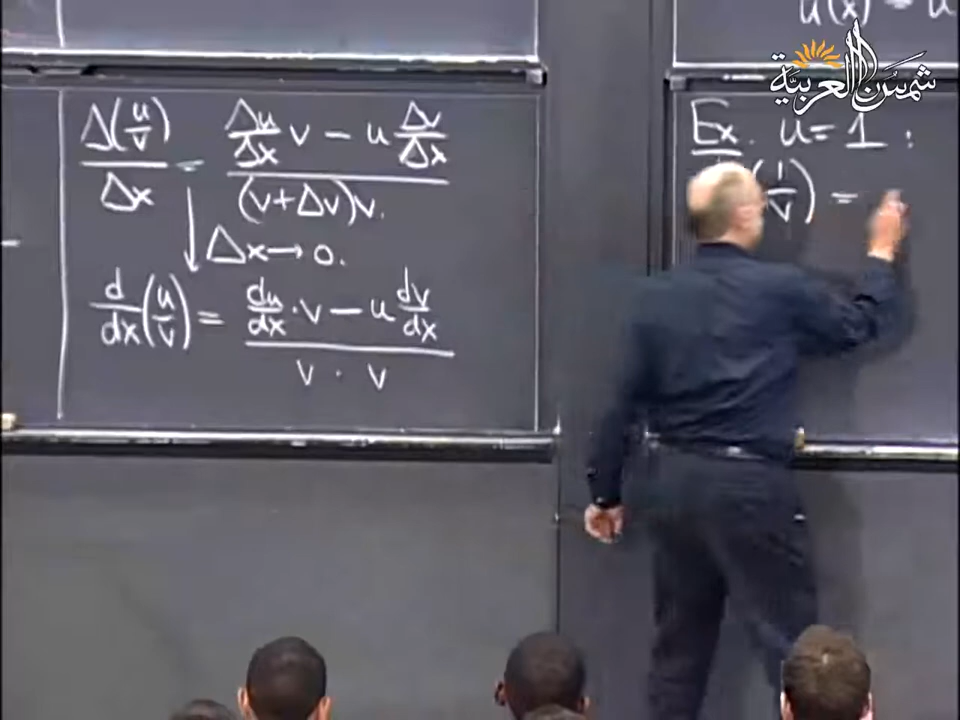 Δ(u/v)/Δx = (Δu/Δx v − u Δv/Δx)/((v+Δv)v.
↓ Δx→0.
d/dx(u/v) = (du/dx · v − u dv/dx)/(v · v)
u(x)
شمس العربية
Ex. u=1:
(1/v) =